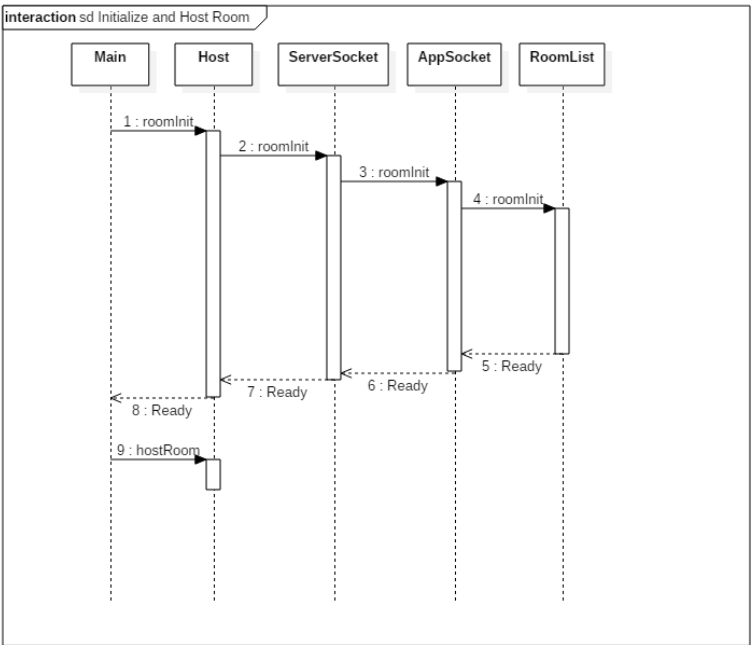 interaction sd Initialize and Host Room
Main
Host
ServerSocket
AppSocket
RoomList
1 : roomInit
2 : roomInit
3 : roomInit
4 : roomInit
5 : Ready
6 : Ready
7 : Ready
8 : Ready
9 : hostRoom